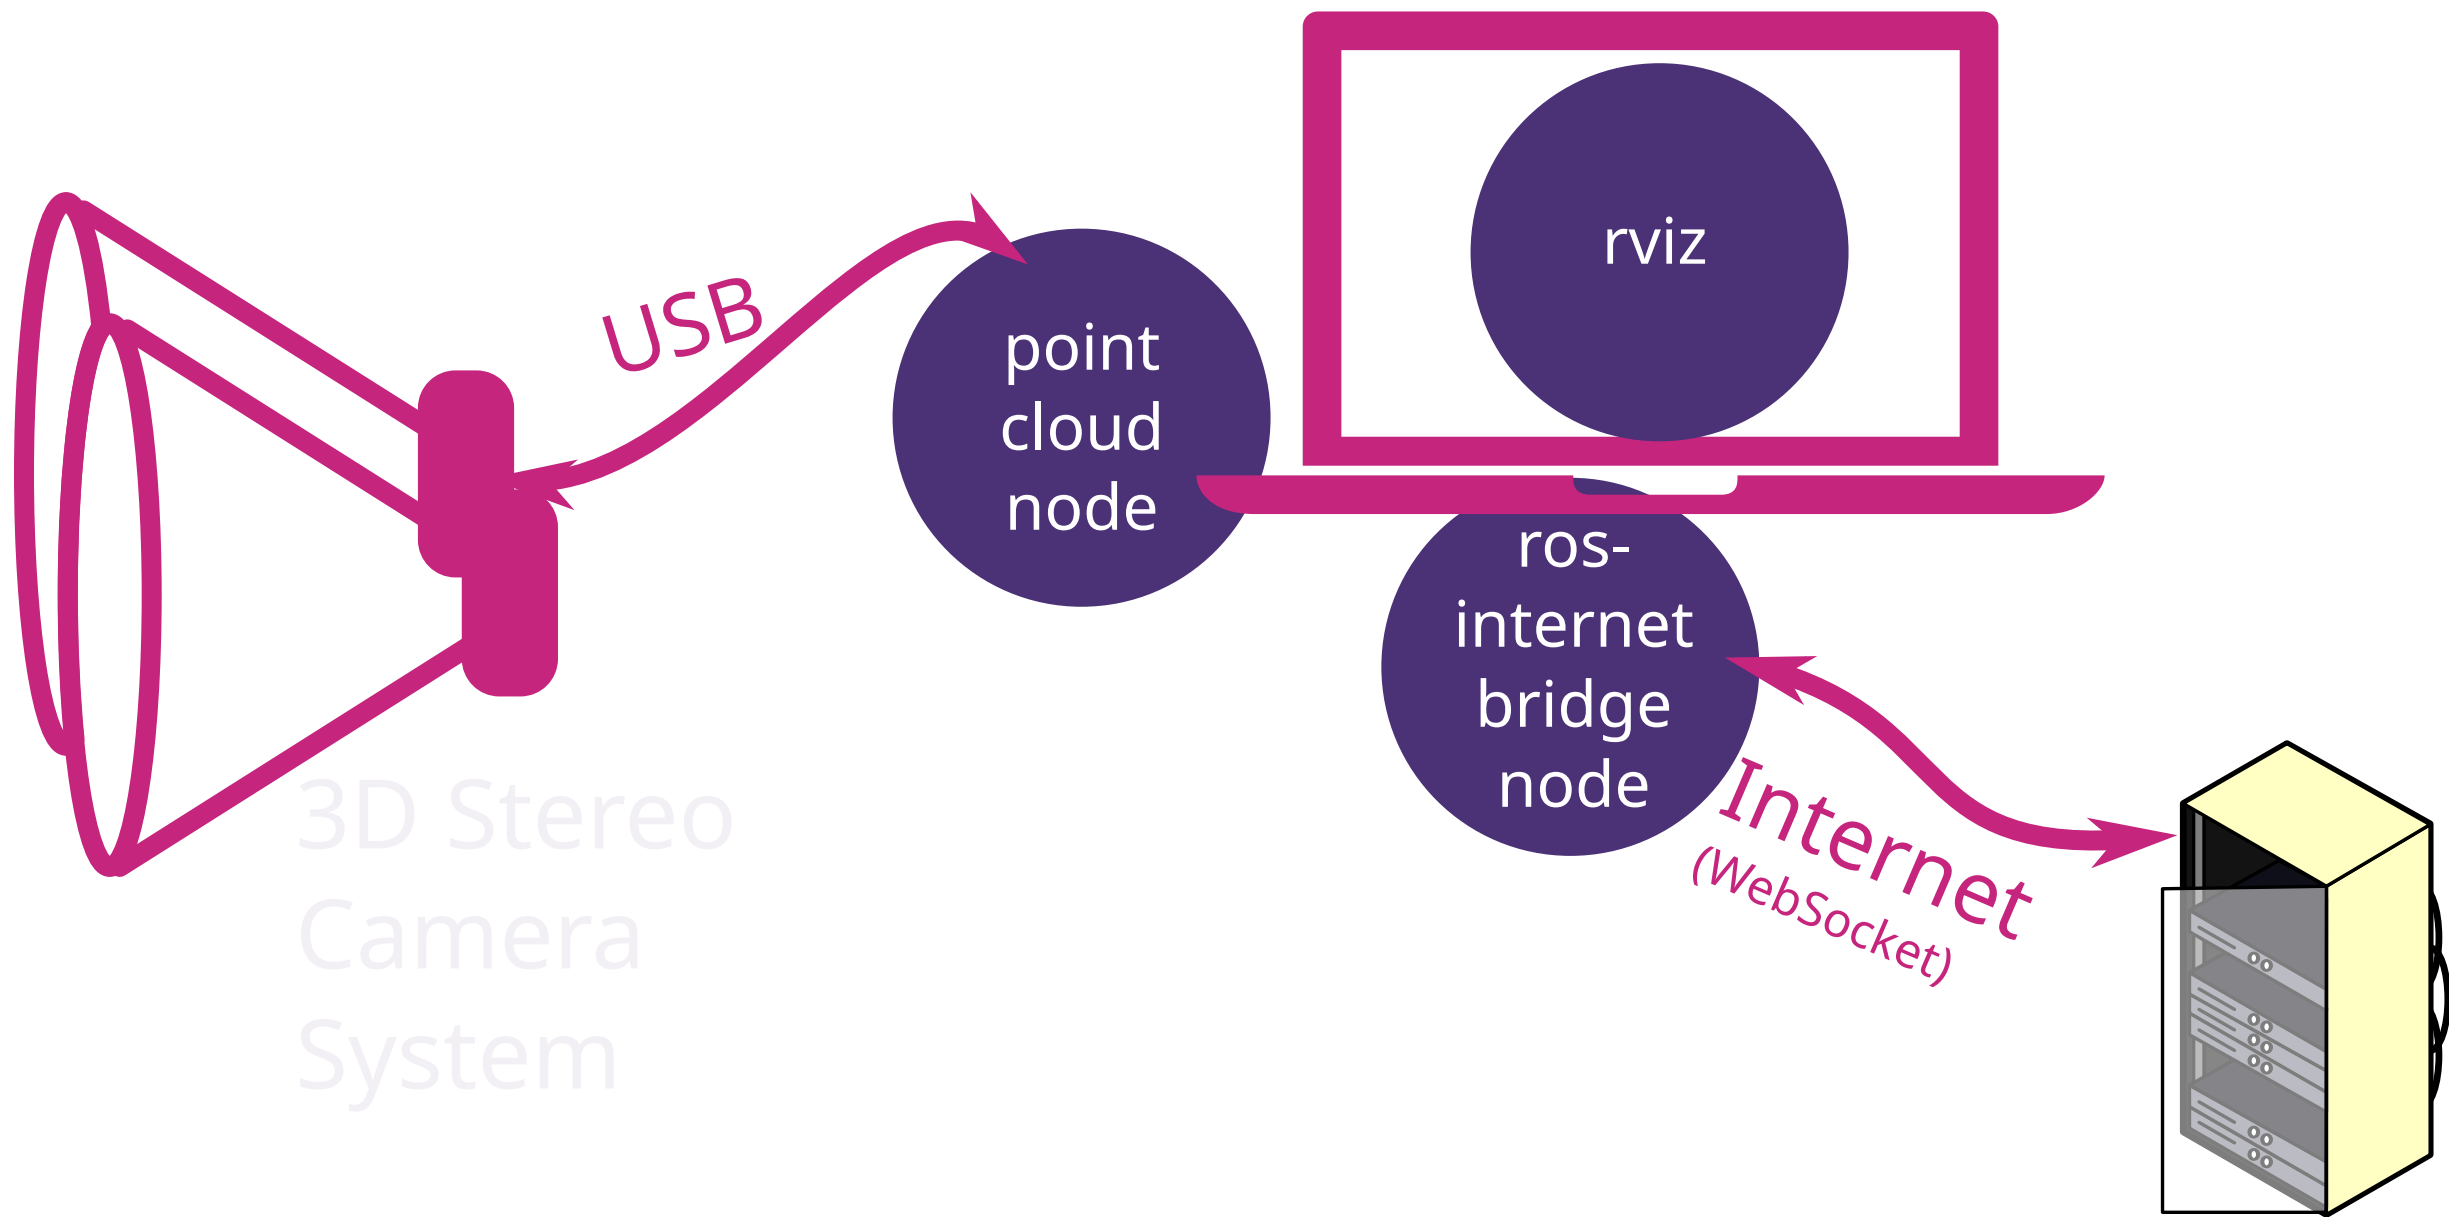 rviz
USB
point
cloud
node
ros-
internet
bridge
node
Internet
(WebSocket)
3D Stereo
Camera
System